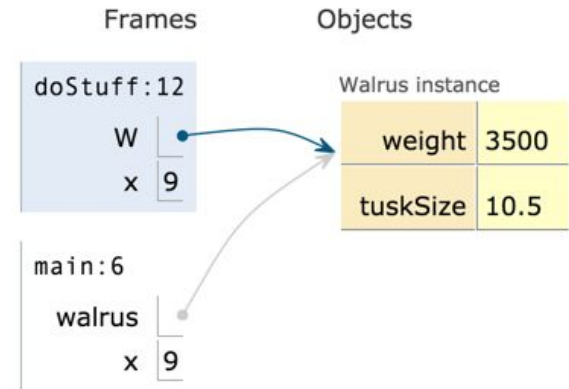 Frames Objects
doStuff:12
W
x 9
main:6
walrus
x 9
Walrus instance
weight 3500
tuskSize 10.5